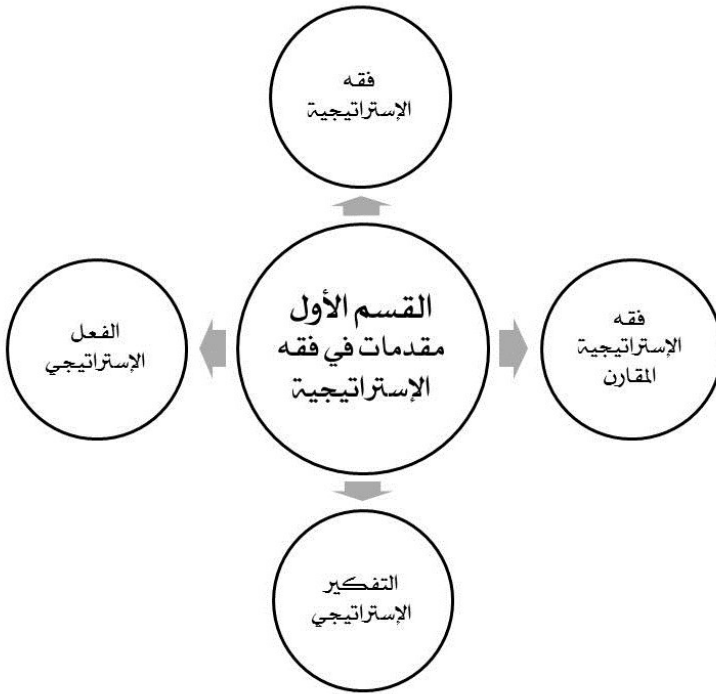 فقه
الإستراتيجية
القسم الأول
مقدمات في فقه
الإستراتيجية
فقه
الإستراتيجية
المقارن
الفعل
الإستراتيجي
التفكير
الإستراتيجي